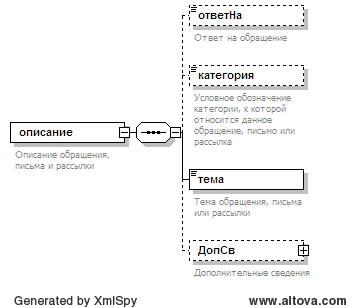 ответНа
Ответ на обращение
категория
Условное обозначение
категории, к которой
относится данное
обращение, письмо или
рассылка
описание
Описание обращения,
письма и рассылки
тема
Тема обращения, письма
или рассылки
ДопСв
Дополнительные сведения
Generated by XmlSpy
www.altova.com